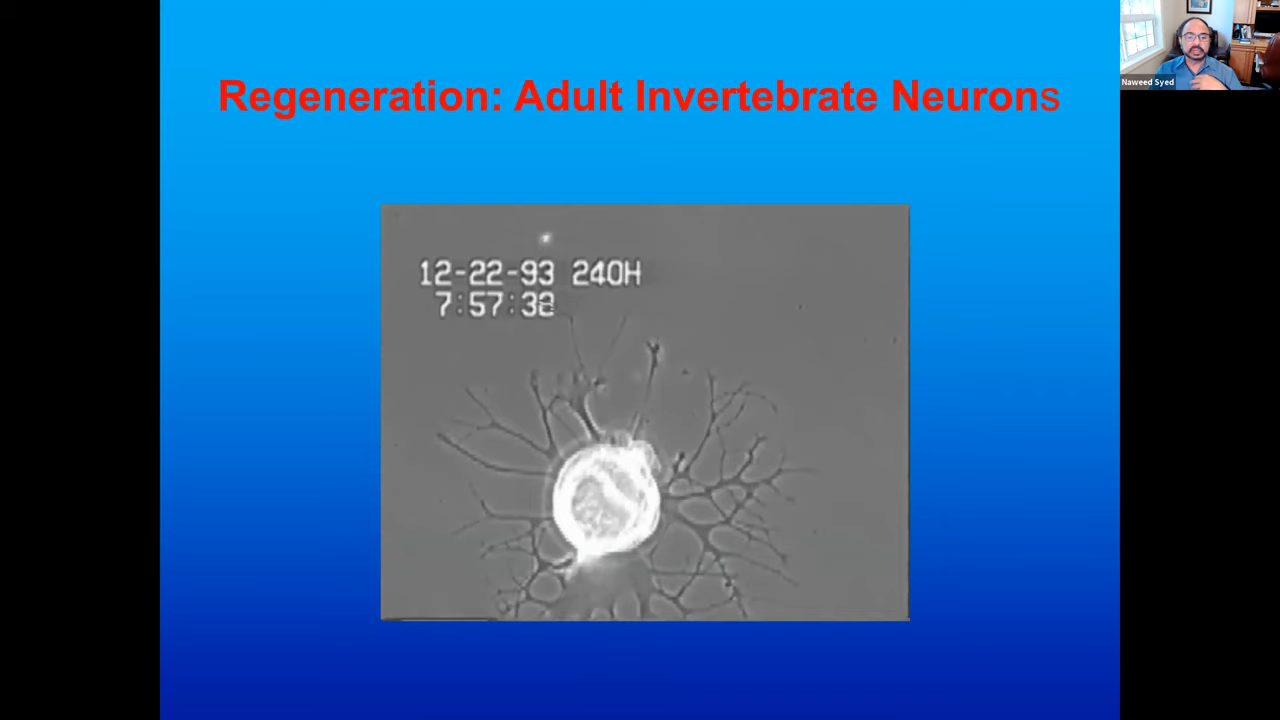 Regeneration: Adult Invertebrate Neurons
Naweed Syed
12-22-93 240H
7:57:38